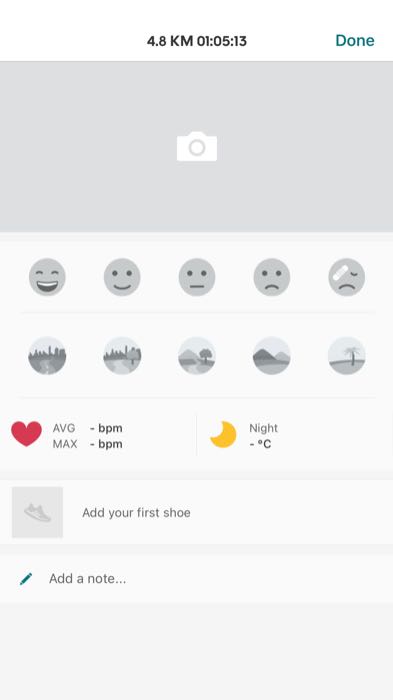 4.8 KM 01:05:13 Done
AVG - bpm
MAX - bpm
Night
- °C
Add your first shoe
Add a note...